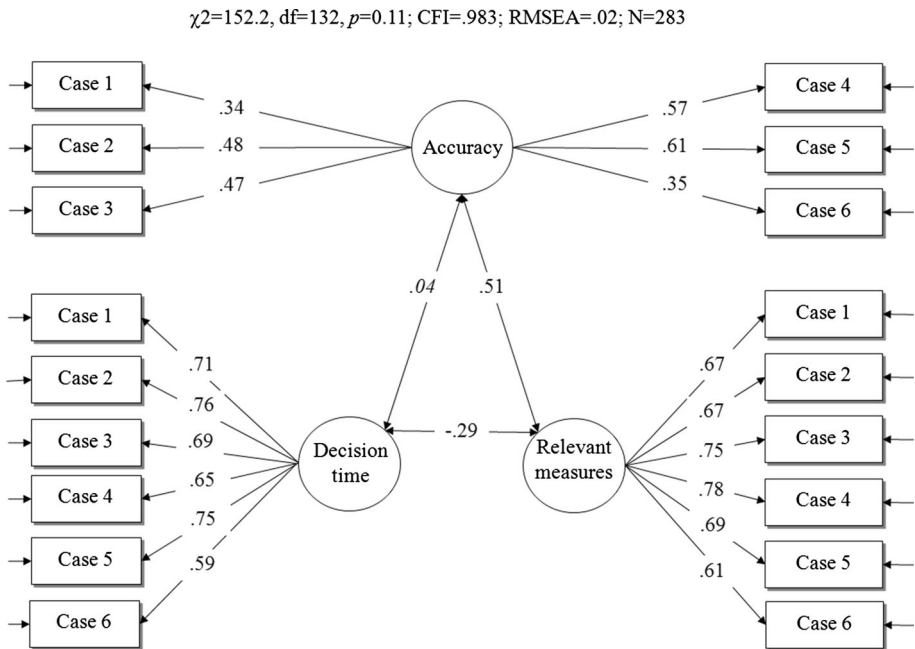 χ2=152.2, df=132, p=0.11; CFI=.983; RMSEA=.02; N=283
Case 1
Case 2
Case 3
.34
.48
.47
Accuracy
.57
.61
.35
Case 4
Case 5
Case 6
.04
.51
-.29
Case 1
Case 2
Case 3
Case 4
Case 5
Case 6
.71
.76
.69
.65
.75
.59
Decision
time
Relevant
measures
.67
.67
.75
.78
.69
.61
Case 1
Case 2
Case 3
Case 4
Case 5
Case 6